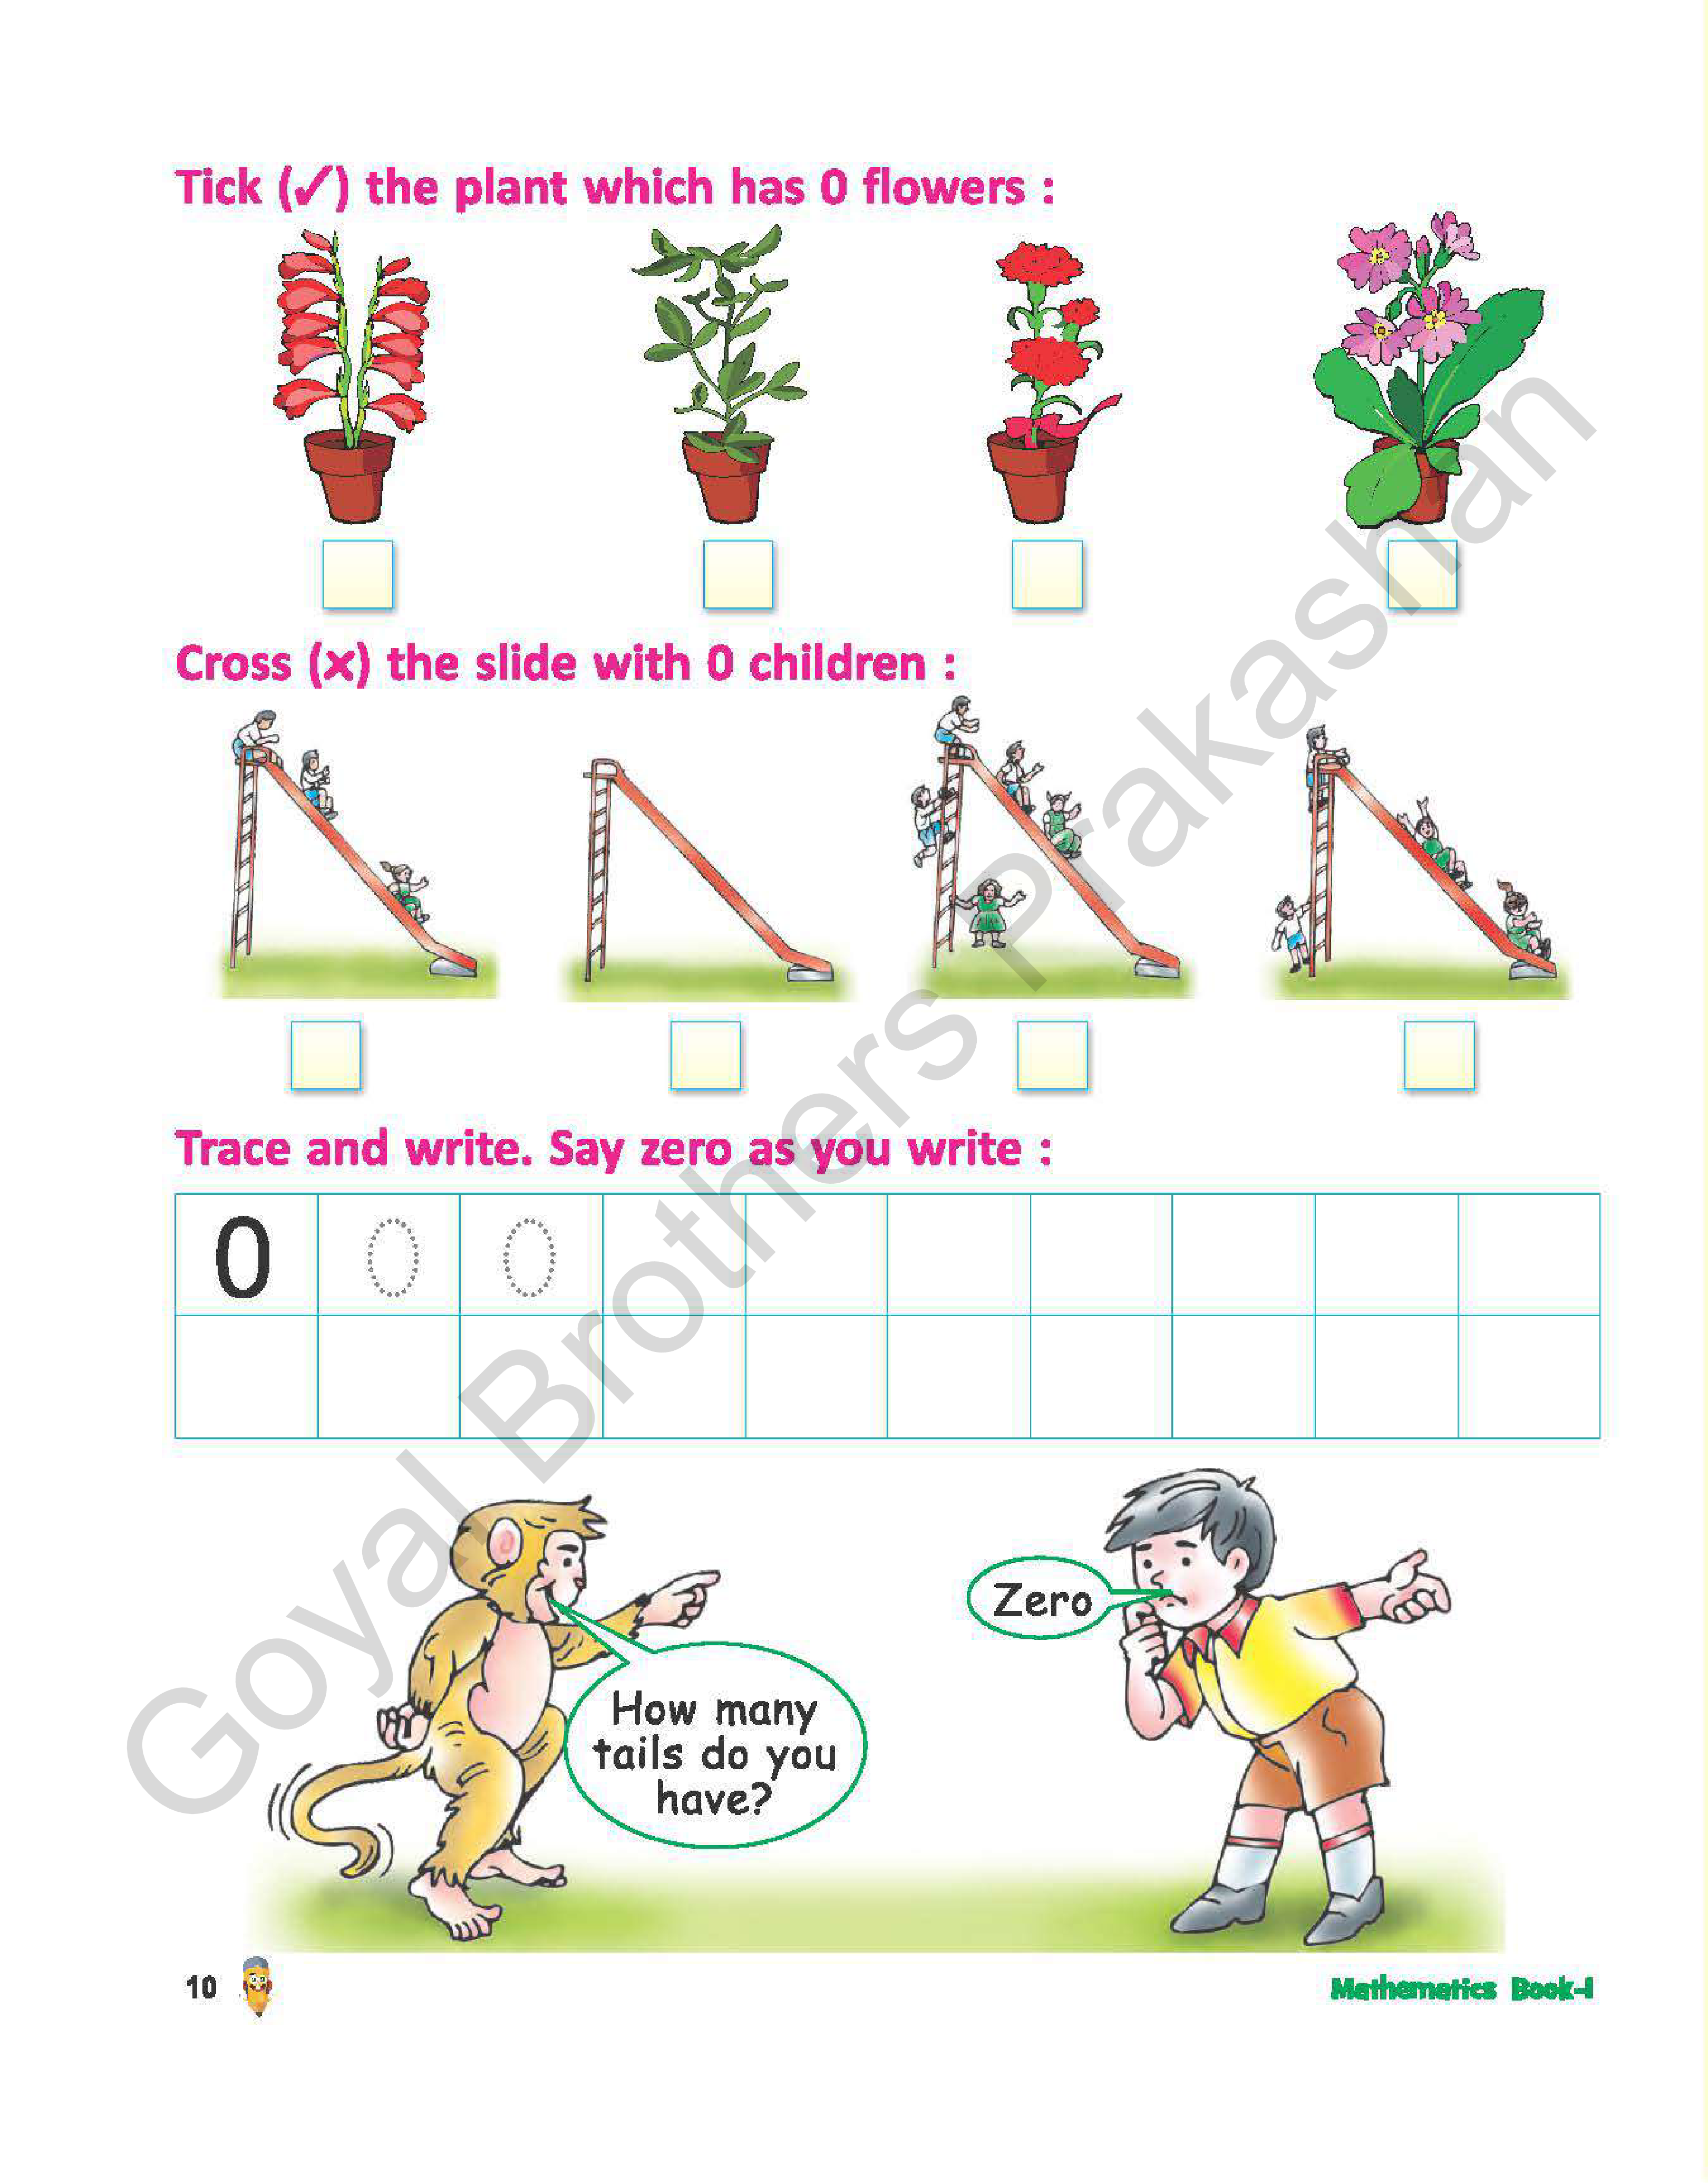 Tick (✓) the plant which has 0 flowers :
Cross (x) the slide with 0 children :
Trace and write. Say zero as you write :
0 0 0
How many
tails do you
have?
Zero
10
Mathematics Book-I
Goyal Brothers Prakashan